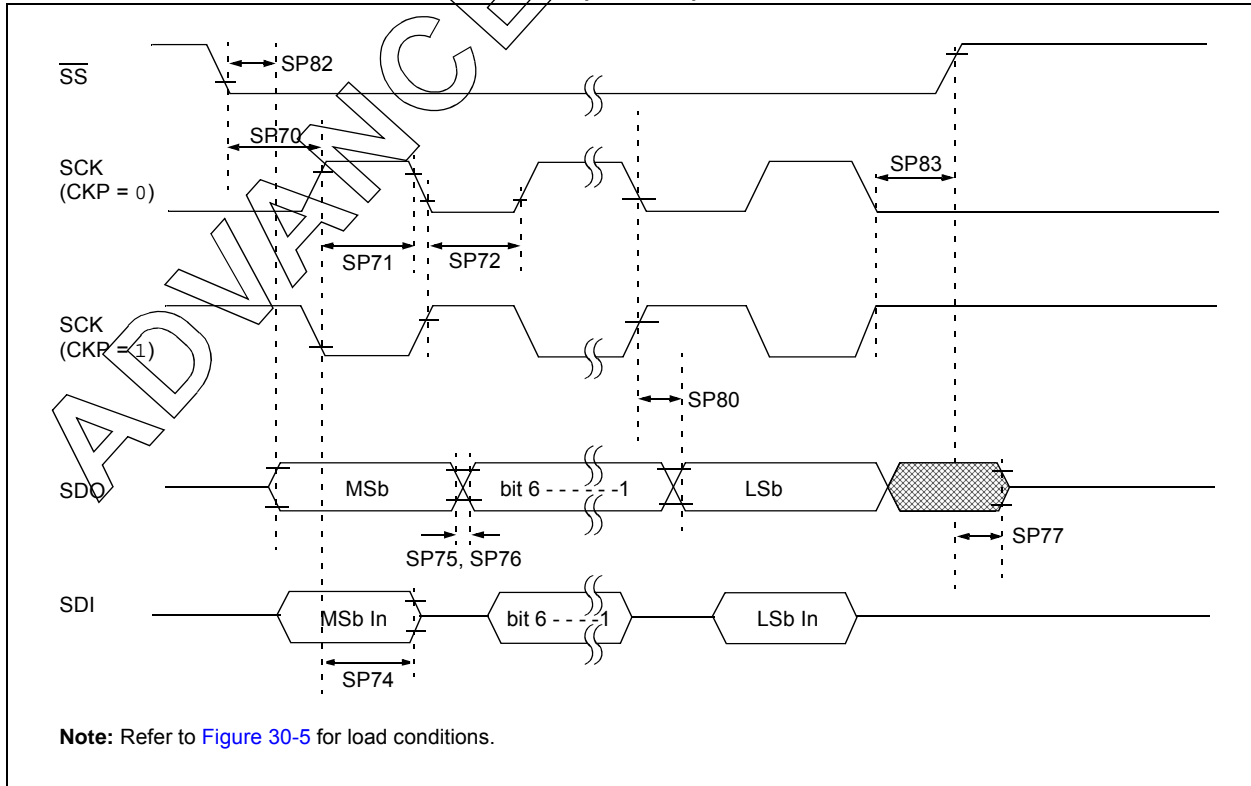 SS
SP82
SP70
SCK
(CKP = 0)
SP83
SP71
SP72
SCK
(CKP = 1)
SP80
SDO
MSb
bit 6 - - - - - -1
LSb
SP77
SP75, SP76
SDI
MSb In
bit 6 - - - -1
LSb In
SP74
Note: Refer to Figure 30-5 for load conditions.